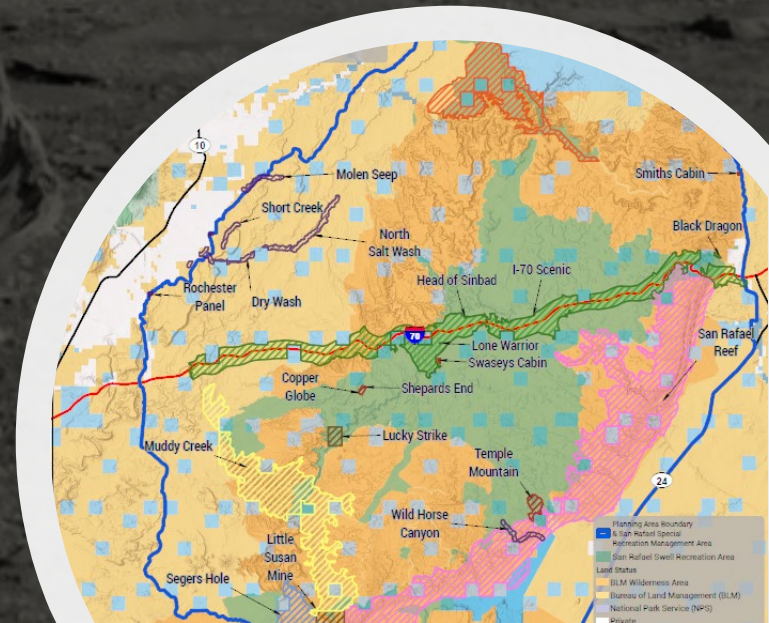 10
Molen Seep
Smiths Cabin
Short Creek
Black Dragon
North
Salt Wash
I-70 Scenic
Head of Sinbad
Rochester
Panel
Dry Wash
70
San Rafael
Reef
Lone Warrior
Swaseys Cabin
Copper
Globe
Shepards End
Lucky Strike
Muddy Creek
Temple
Mountain
24
Wild Horse
Canyon
Little
Susan
Mine
Segers Hole
Planning Area Boundary
& San Rafael Special
Recreation Management Area
San Rafael Swell Recreation Area
Land Status
BLM Wilderness Area
Bureau of Land Management (BLM)
National Park Service (NPS)
Private